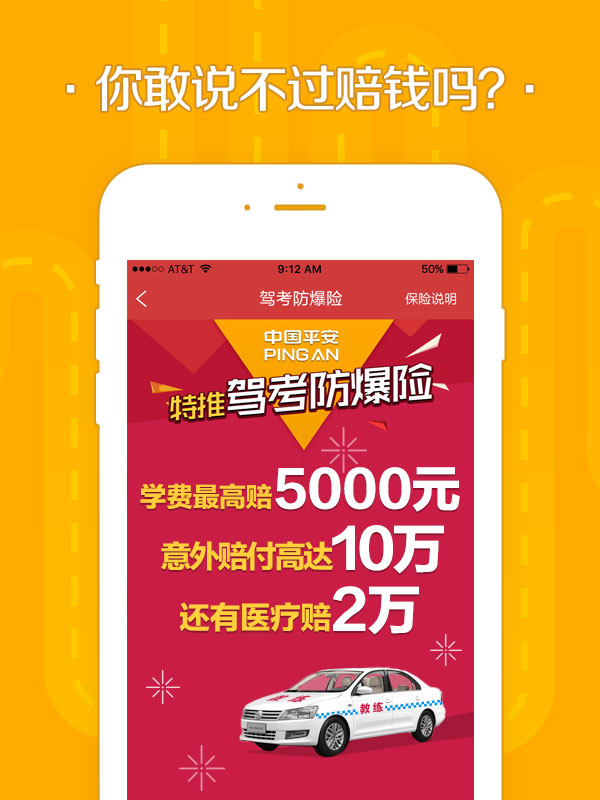 · 你敢说不过赔钱吗? ·
●●●○○ AT&T 9:12 AM 50%
驾考防爆险 保险说明
中国平安
PING AN
特推驾考防爆险
学费最高赔5000元
意外赔付高达10万
还有医疗赔2万
教练
教练